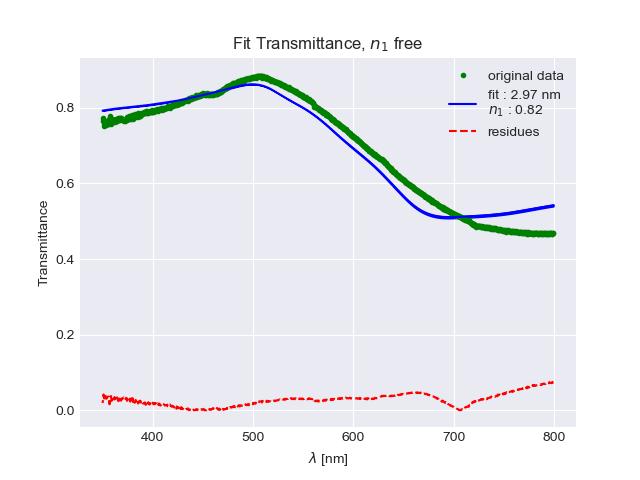 Fit Transmittance, n₁ free
original data
fit : 2.97 nm
n₁ : 0.82
residues
Transmittance
0.8
0.6
0.4
0.2
0.0
400 500 600 700 800
λ [nm]